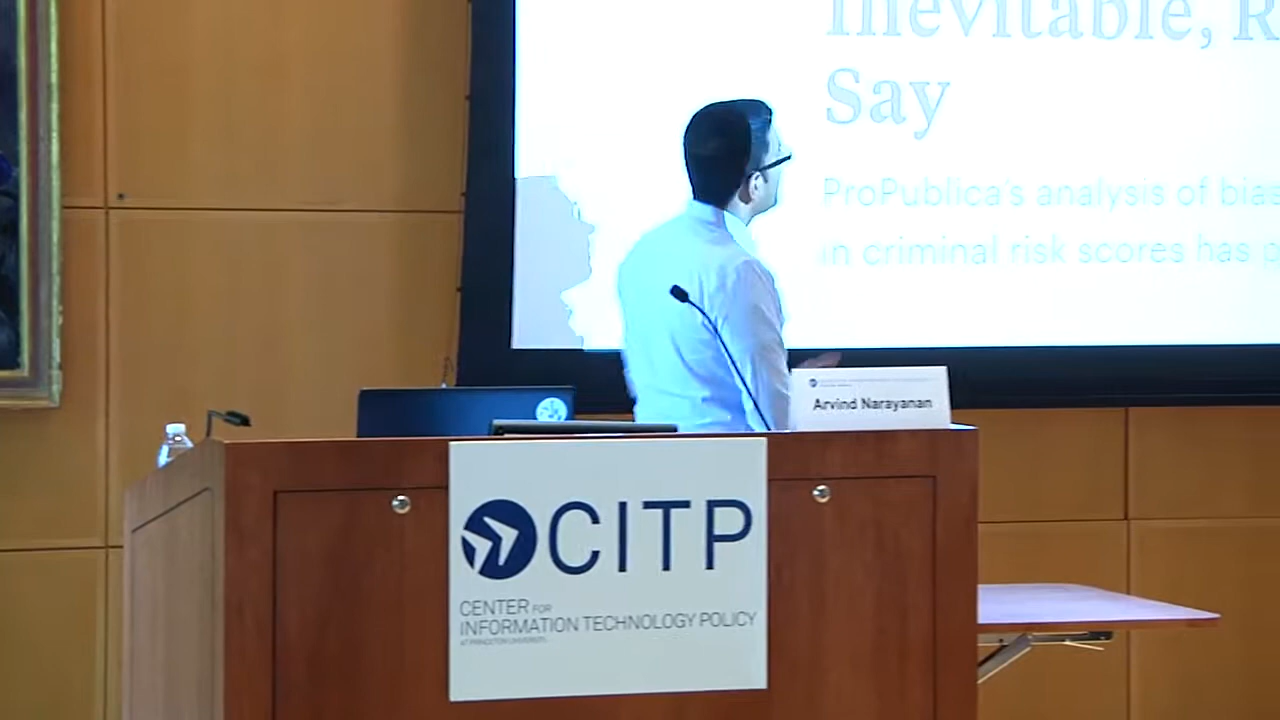 Inevitable, R
Say
ProPublica's analysis of bias
in criminal risk scores has p
Arvind Narayanan
CITP
CENTER FOR
INFORMATION TECHNOLOGY POLICY
AT PRINCETON UNIVERSITY